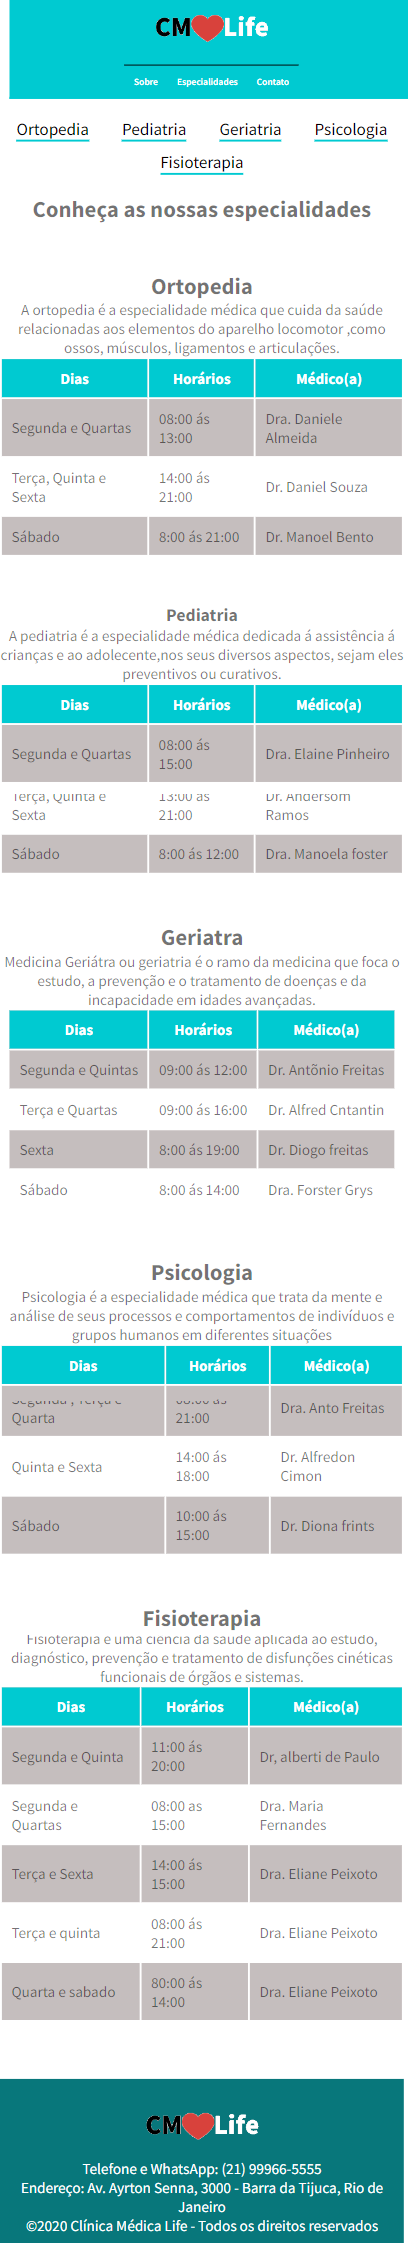 CM Life
Sobre Especialidades Contato
Ortopedia Pediatria Geriatria Psicologia
Fisioterapia
Conheça as nossas especialidades
Ortopedia
A ortopedia é a especialidade médica que cuida da saúde
relacionadas aos elementos do aparelho locomotor ,como
ossos, músculos, ligamentos e articulações.
Dias Horários Médico(a)
Segunda e Quartas 08:00 ás 13:00 Dra. Daniele Almeida
Terça, Quinta e Sexta 14:00 ás 21:00 Dr. Daniel Souza
Sábado 8:00 ás 21:00 Dr. Manoel Bento
Pediatria
A pediatria é a especialidade médica dedicada á assistência á
crianças e ao adolecente,nos seus diversos aspectos, sejam eles
preventivos ou curativos.
Dias Horários Médico(a)
Segunda e Quartas 08:00 ás 15:00 Dra. Elaine Pinheiro
Terça, Quinta e Sexta 13:00 ás 21:00 Dr. Andersom Ramos
Sábado 8:00 ás 12:00 Dra. Manoela foster
Geriatra
Medicina Geriátra ou geriatria é o ramo da medicina que foca o
estudo, a prevenção e o tratamento de doenças e da
incapacidade em idades avançadas.
Dias Horários Médico(a)
Segunda e Quintas 09:00 ás 12:00 Dr. Antõnio Freitas
Terça e Quartas 09:00 ás 16:00 Dr. Alfred Cntantin
Sexta 8:00 ás 19:00 Dr. Diogo freitas
Sábado 8:00 ás 14:00 Dra. Forster Grys
Psicologia
Psicologia é a especialidade médica que trata da mente e
análise de seus processos e comportamentos de indivíduos e
grupos humanos em diferentes situações
Dias Horários Médico(a)
Segunda , Terça e Quarta 21:00 Dra. Anto Freitas
Quinta e Sexta 14:00 ás 18:00 Dr. Alfredon Cimon
Sábado 10:00 ás 15:00 Dr. Diona frints
Fisioterapia
Fisioterapia e uma ciência da saúde aplicada ao estudo,
diagnóstico, prevenção e tratamento de disfunções cinéticas
funcionais de órgãos e sistemas.
Dias Horários Médico(a)
Segunda e Quinta 11:00 ás 20:00 Dr, alberti de Paulo
Segunda e Quartas 08:00 as 15:00 Dra. Maria Fernandes
Terça e Sexta 14:00 ás 15:00 Dra. Eliane Peixoto
Terça e quinta 08:00 ás 21:00 Dra. Eliane Peixoto
Quarta e sabado 80:00 ás 14:00 Dra. Eliane Peixoto
CM Life
Telefone e WhatsApp: (21) 99966-5555
Endereço: Av. Ayrton Senna, 3000 - Barra da Tijuca, Rio de
Janeiro
©2020 Clínica Médica Life - Todos os direitos reservados